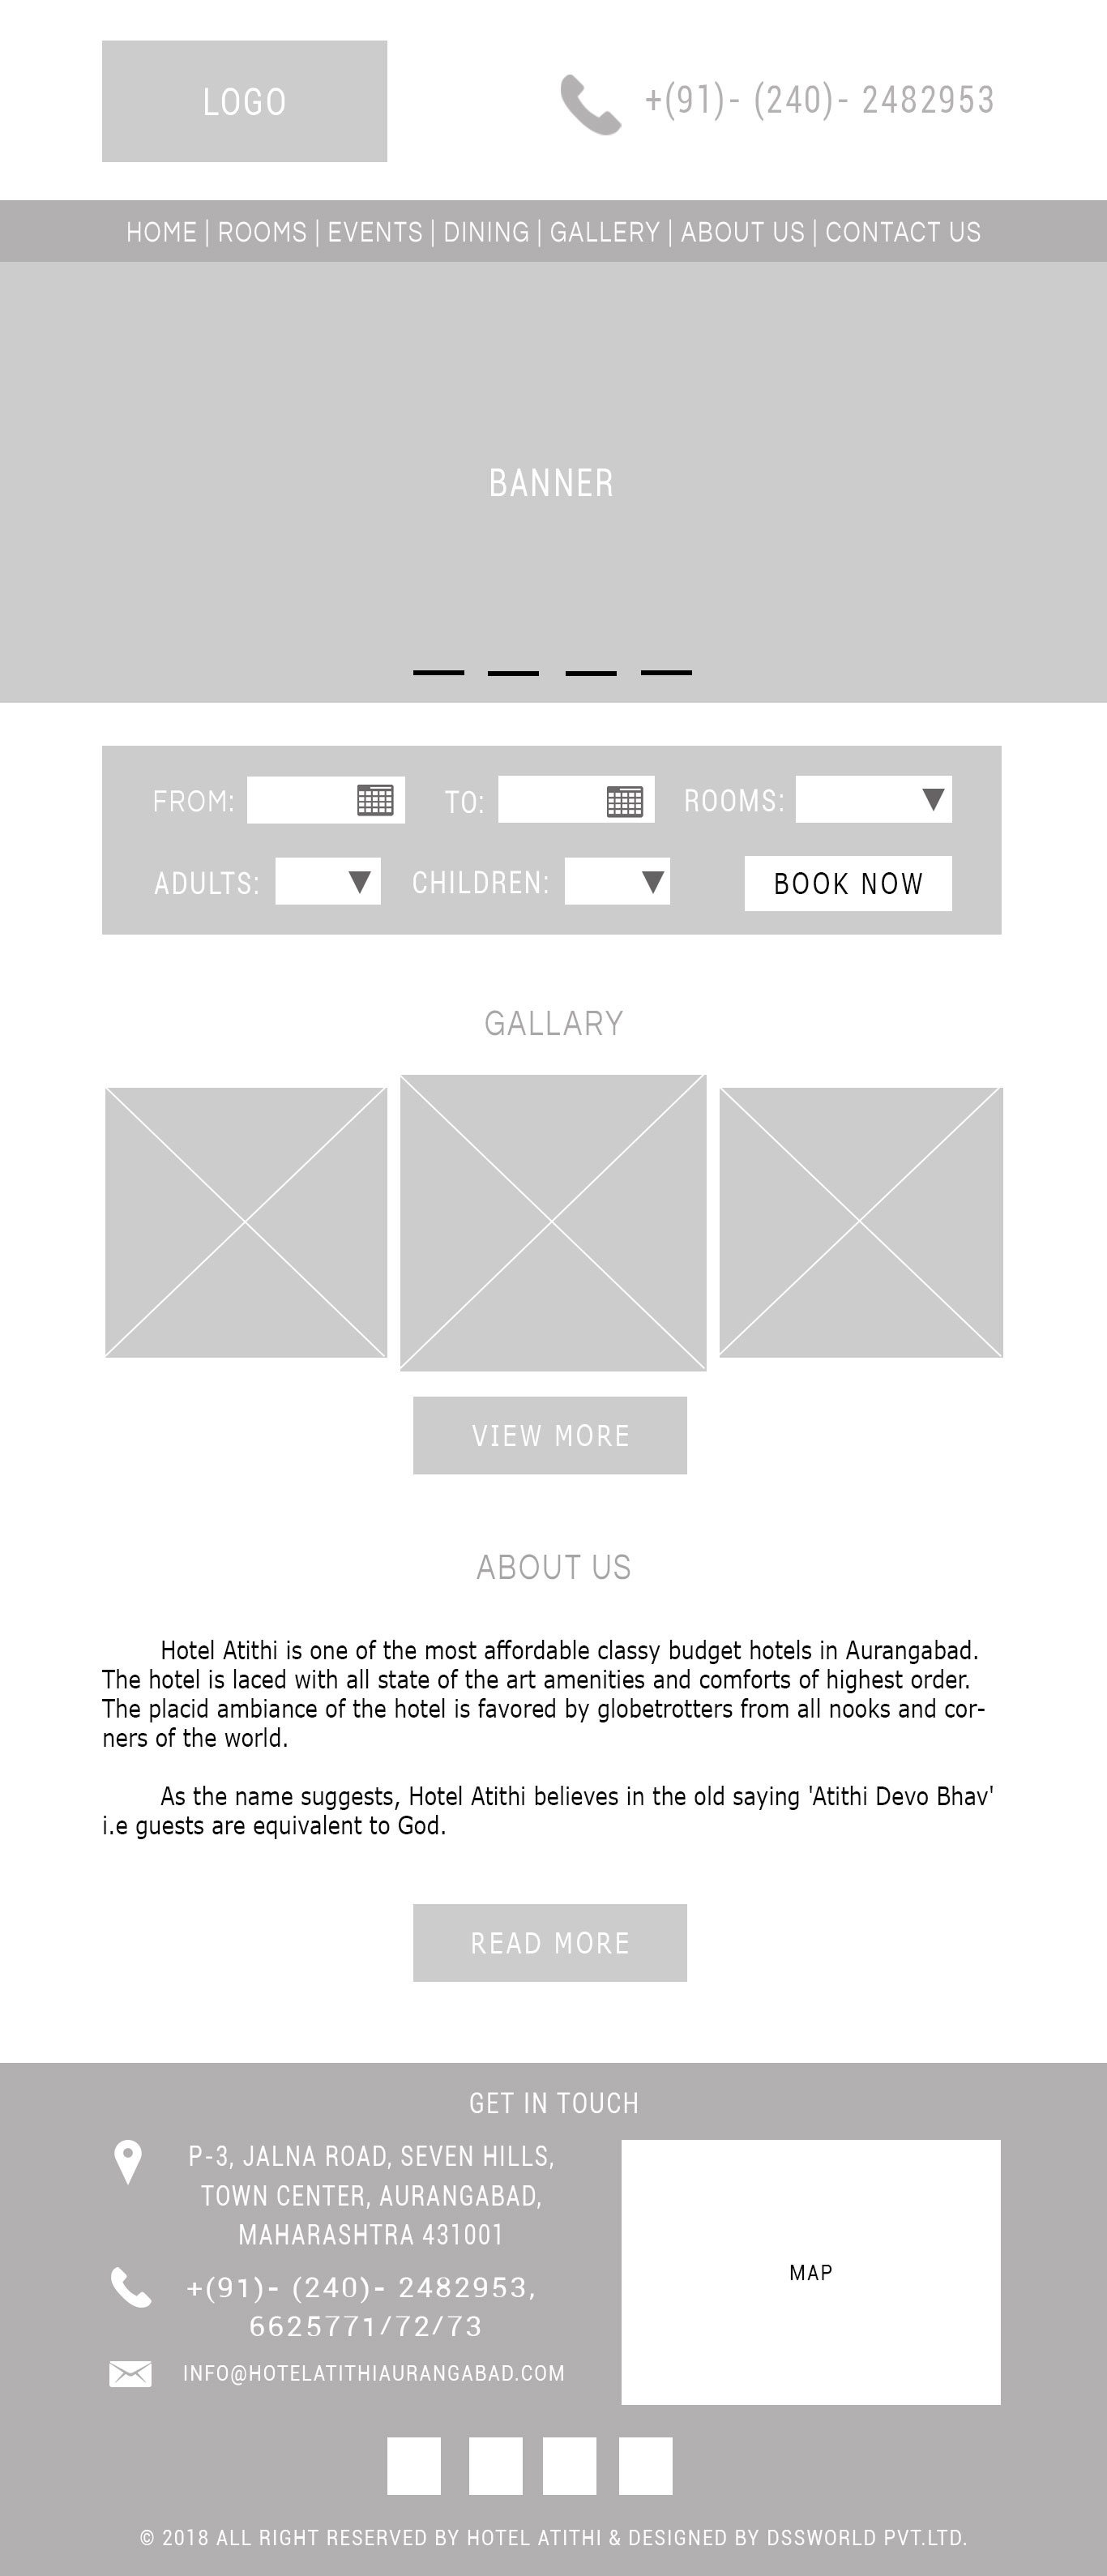 LOGO
+(91)- (240)- 2482953
HOME | ROOMS | EVENTS | DINING | GALLERY | ABOUT US | CONTACT US
BANNER
FROM: TO: ROOMS:
ADULTS: CHILDREN: BOOK NOW
GALLARY
VIEW MORE
ABOUT US
Hotel Atithi is one of the most affordable classy budget hotels in Aurangabad.
The hotel is laced with all state of the art amenities and comforts of highest order.
The placid ambiance of the hotel is favored by globetrotters from all nooks and cor-
ners of the world.
As the name suggests, Hotel Atithi believes in the old saying 'Atithi Devo Bhav'
i.e guests are equivalent to God.
READ MORE
GET IN TOUCH
P-3, JALNA ROAD, SEVEN HILLS,
TOWN CENTER, AURANGABAD,
MAHARASHTRA 431001
+(91)- (240)- 2482953,
6625771/72/73
INFO@HOTELATITHIAURANGABAD.COM
MAP
© 2018 ALL RIGHT RESERVED BY HOTEL ATITHI & DESIGNED BY DSSWORLD PVT.LTD.